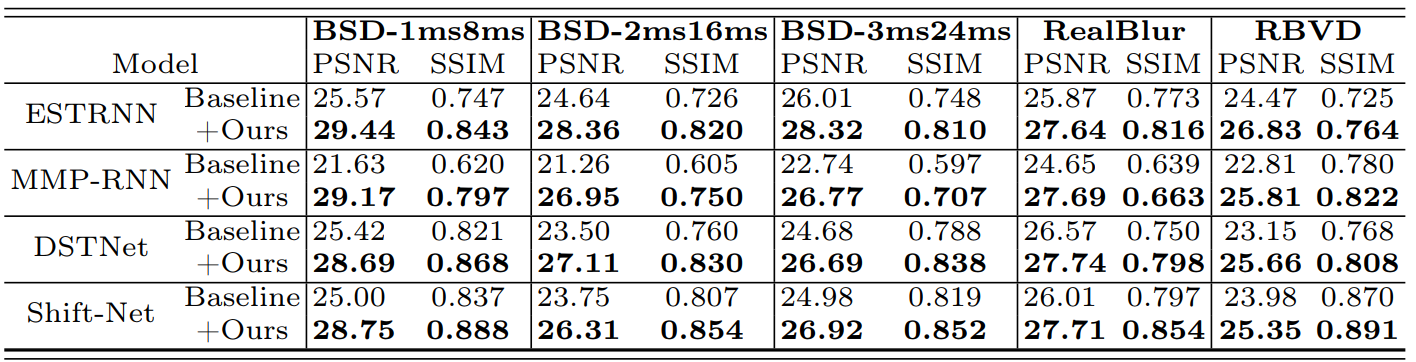 BSD-1ms8ms BSD-2ms16ms BSD-3ms24ms RealBlur RBVD
Model PSNR SSIM PSNR SSIM PSNR SSIM PSNR SSIM PSNR SSIM
ESTRNN Baseline 25.57 0.747 24.64 0.726 26.01 0.748 25.87 0.773 24.47 0.725
+Ours 29.44 0.843 28.36 0.820 28.32 0.810 27.64 0.816 26.83 0.764
MMP-RNN Baseline 21.63 0.620 21.26 0.605 22.74 0.597 24.65 0.639 22.81 0.780
+Ours 29.17 0.797 26.95 0.750 26.77 0.707 27.69 0.663 25.81 0.822
DSTNet Baseline 25.42 0.821 23.50 0.760 24.68 0.788 26.57 0.750 23.15 0.768
+Ours 28.69 0.868 27.11 0.830 26.69 0.838 27.74 0.798 25.66 0.808
Shift-Net Baseline 25.00 0.837 23.75 0.807 24.98 0.819 26.01 0.797 23.98 0.870
+Ours 28.75 0.888 26.31 0.854 26.92 0.852 27.71 0.854 25.35 0.891